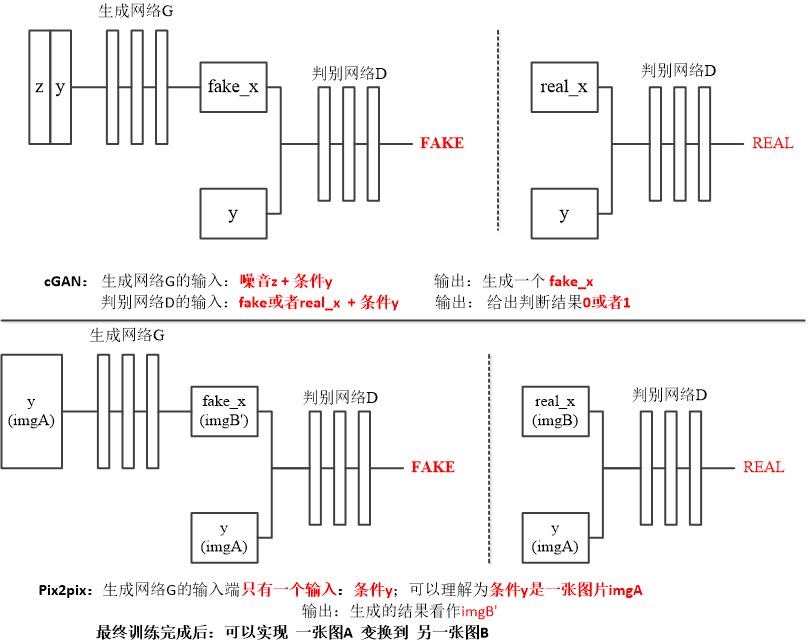 生成网络G
z y
fake_x
判别网络D
FAKE
y
real_x
判别网络D
REAL
y
cGAN： 生成网络G的输入：噪音z + 条件y 输出：生成一个 fake_x
判别网络D的输入：fake或者real_x + 条件y 输出： 给出判断结果0或者1
生成网络G
y
(imgA)
fake_x
(imgB')
判别网络D
FAKE
y
(imgA)
real_x
(imgB)
判别网络D
REAL
y
(imgA)
Pix2pix：生成网络G的输入端只有一个输入：条件y；可以理解为条件y是一张图片imgA
输出：生成的结果看作imgB'
最终训练完成后：可以实现 一张图A 变换到 另一张图B